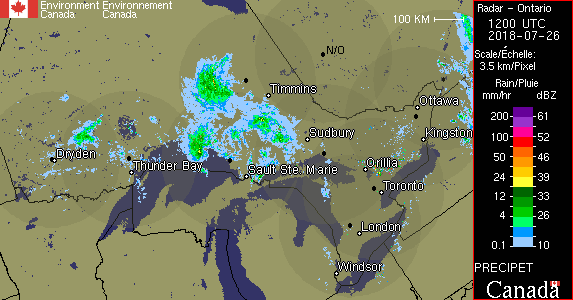 Environment Environnement
Canada Canada
100 KM
N/O
Timmins
Ottawa
Sudbury
Kingston
Dryden
Thunder Bay
Sault Ste. Marie
Orillia
Toronto
London
Windsor
Radar - Ontario
1200 UTC
2018-07-26
Scale/Échelle:
3.5 km/Pixel
Rain/Pluie
mm/hr dBZ
200 61
100 52
50 46
24 39
12 33
4 26
0.1 10
PRECIPET
Canada